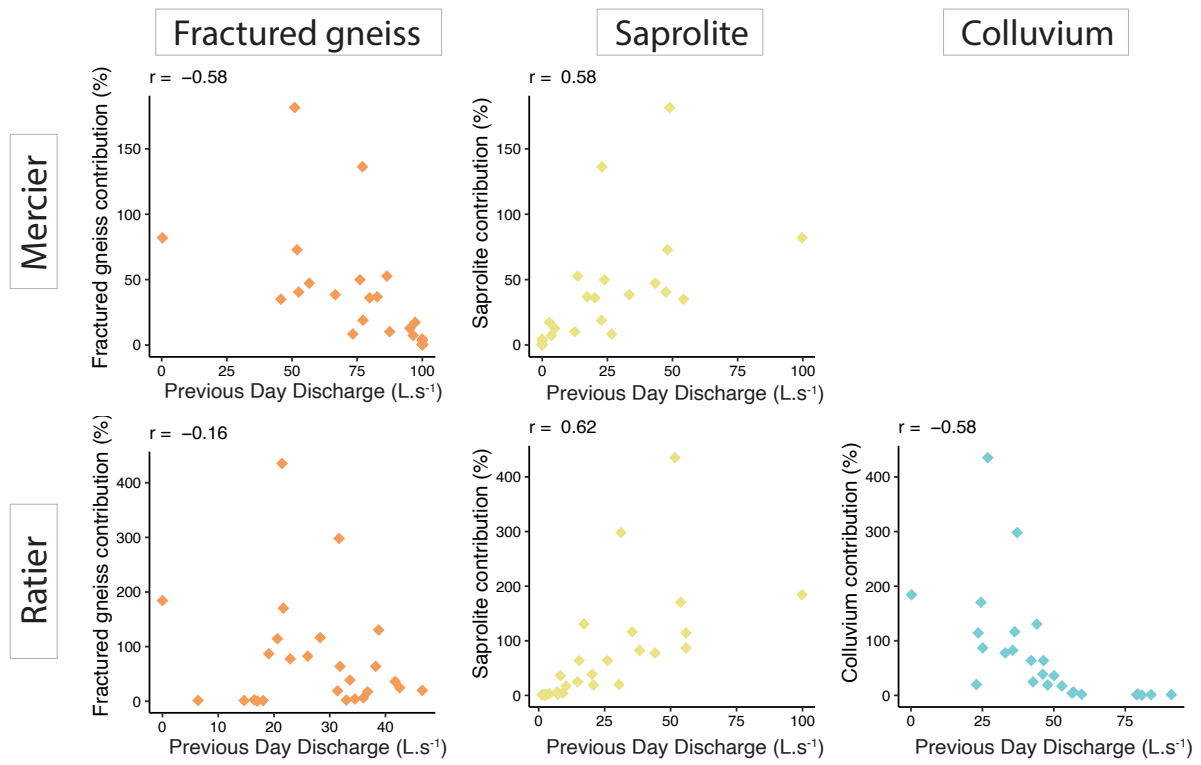 Fractured gneiss
Saprolite
Colluvium
Mercier
r = −0.58
Fractured gneiss contribution (%)
150
100
50
0
0 25 50 75 100
Previous Day Discharge (L.s⁻¹)
r = 0.58
Saprolite contribution (%)
150
100
50
0
0 25 50 75 100
Previous Day Discharge (L.s⁻¹)
Ratier
r = −0.16
Fractured gneiss contribution (%)
400
300
200
100
0
0 10 20 30 40
Previous Day Discharge (L.s⁻¹)
r = 0.62
Saprolite contribution (%)
400
300
200
100
0
0 25 50 75 100
Previous Day Discharge (L.s⁻¹)
r = −0.58
Colluvium contribution (%)
400
300
200
100
0
0 25 50 75
Previous Day Discharge (L.s⁻¹)